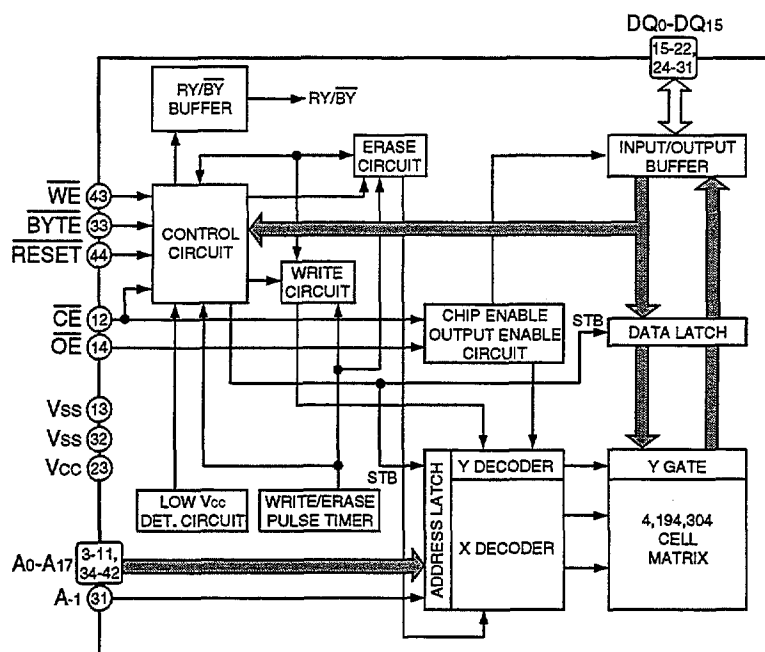 DQ0-DQ15
15-22,
24-31
RY/BY
BUFFER
RY/BY
ERASE
CIRCUIT
INPUT/OUTPUT
BUFFER
WE
43
BYTE
33
CONTROL
CIRCUIT
RESET
44
WRITE
CIRCUIT
CE
12
CHIP ENABLE
OUTPUT ENABLE
CIRCUIT
STB
DATA LATCH
OE
14
Vss
13
Vss
32
Vcc
23
STB
ADDRESS LATCH
Y DECODER
Y GATE
LOW Vcc
DET. CIRCUIT
WRITE/ERASE
PULSE TIMER
X DECODER
4,194,304
CELL
MATRIX
A0-A17
3-11,
34-42
A-1
31